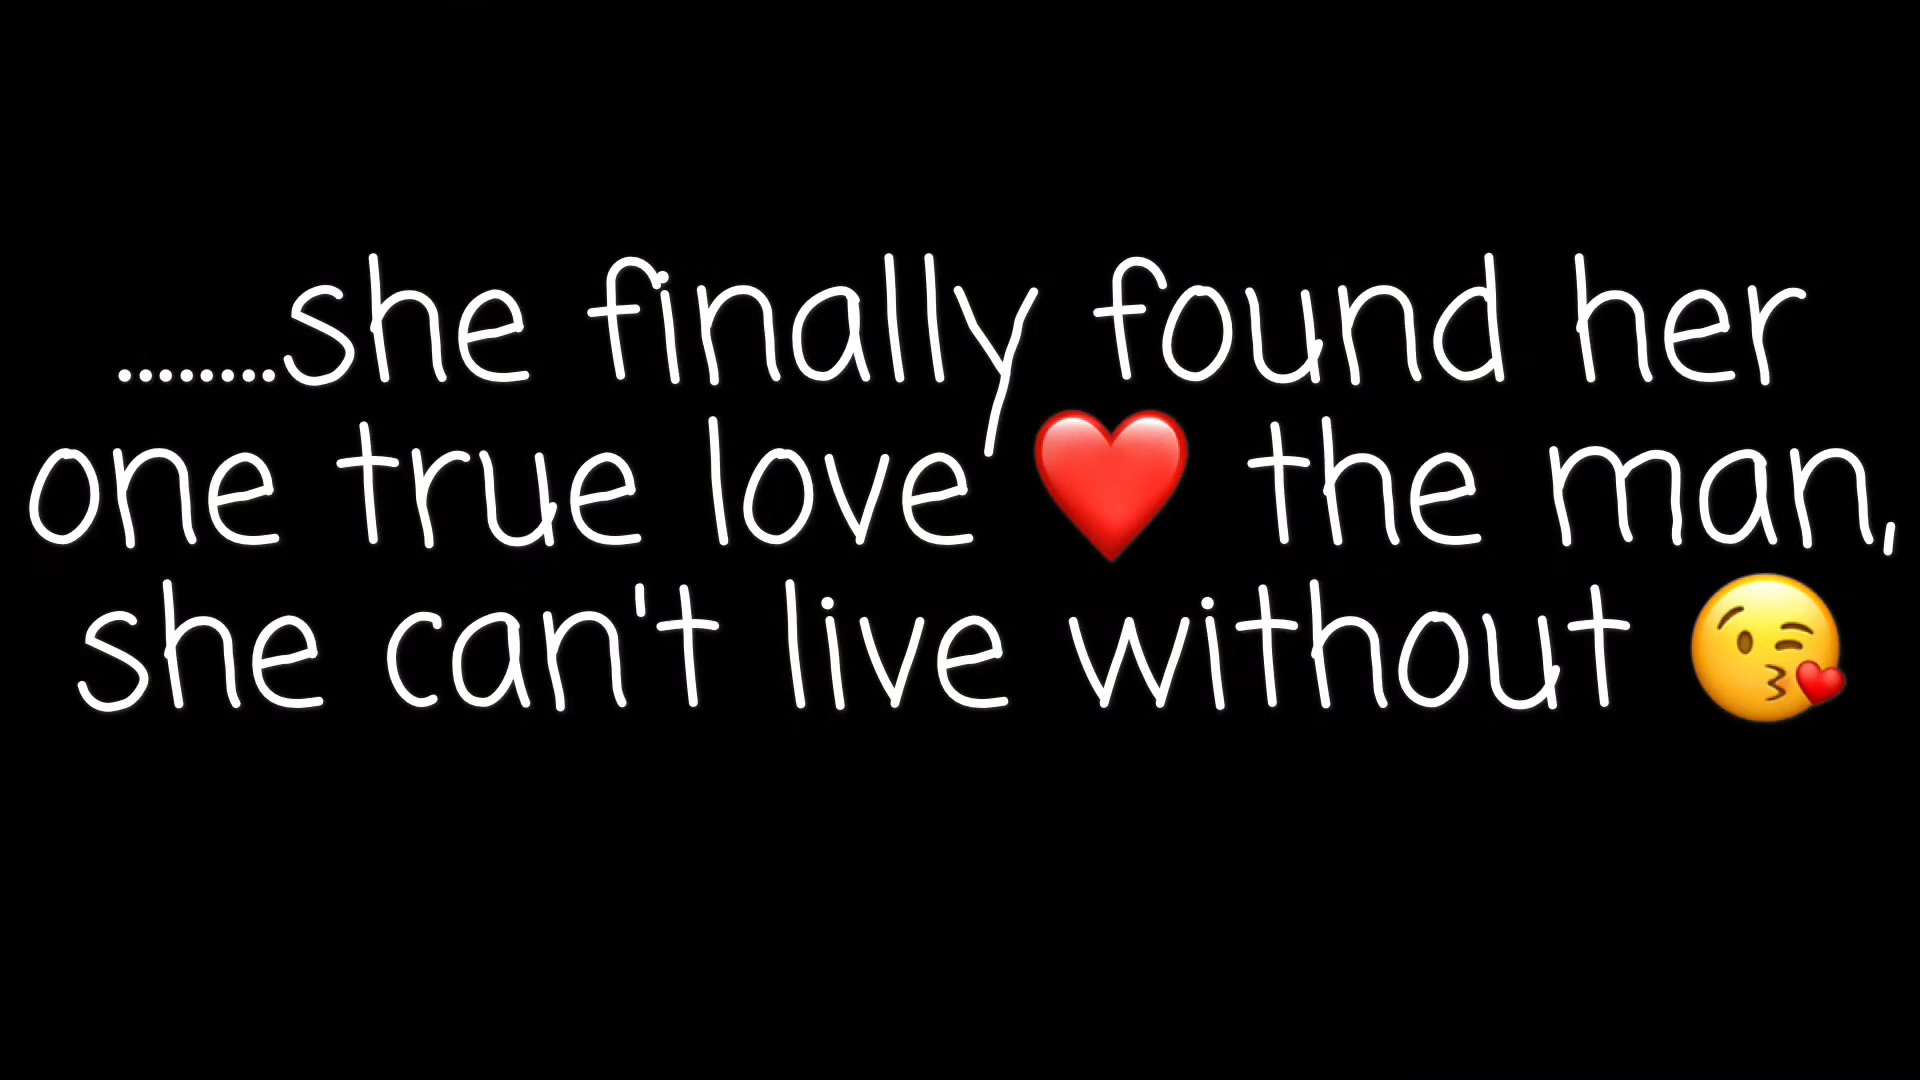 ........she finally found her
one true love ❤️ the man,
she can't live without 😘